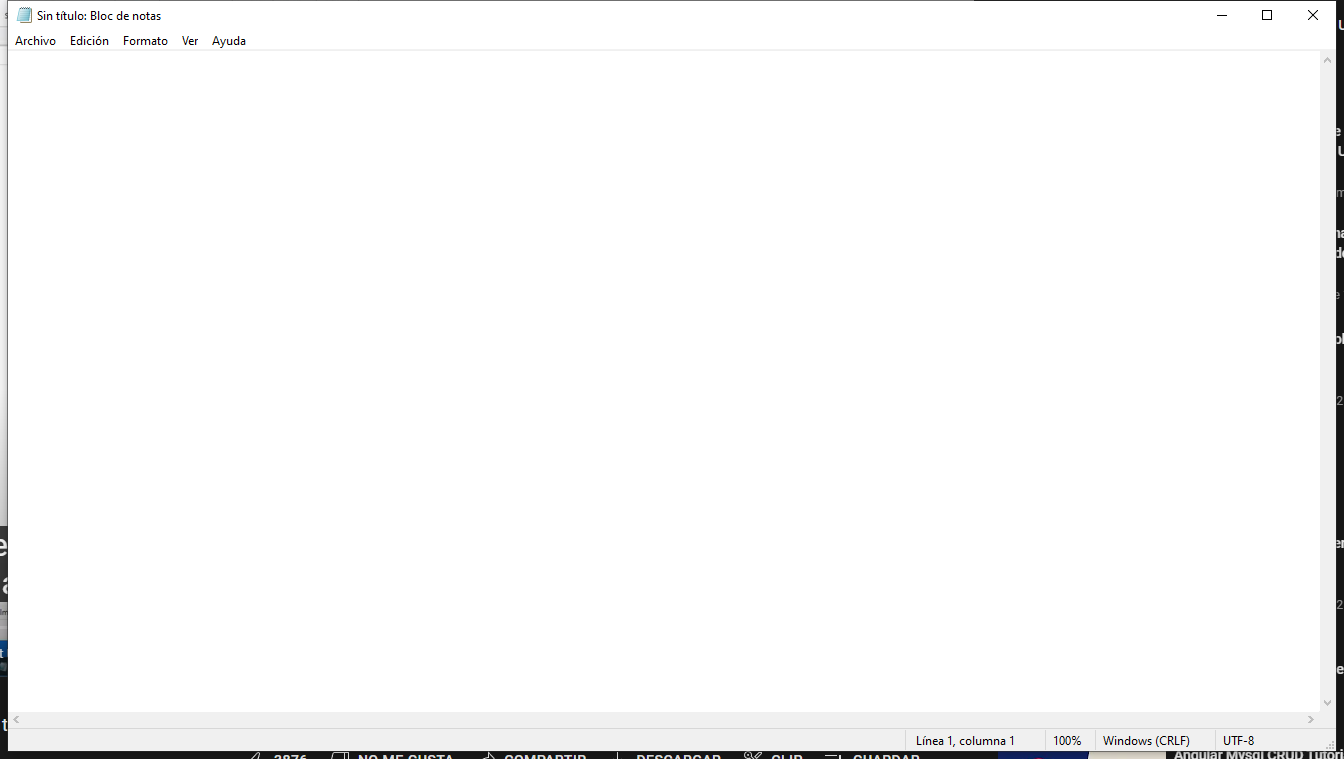 Sin título: Bloc de notas
Archivo Edición Formato Ver Ayuda
Línea 1, columna 1 100% Windows (CRLF) UTF-8
3876 NO ME GUSTA COMPARTIR DESCARGAR CLIP GUARDAR Angular Mysql CRUD